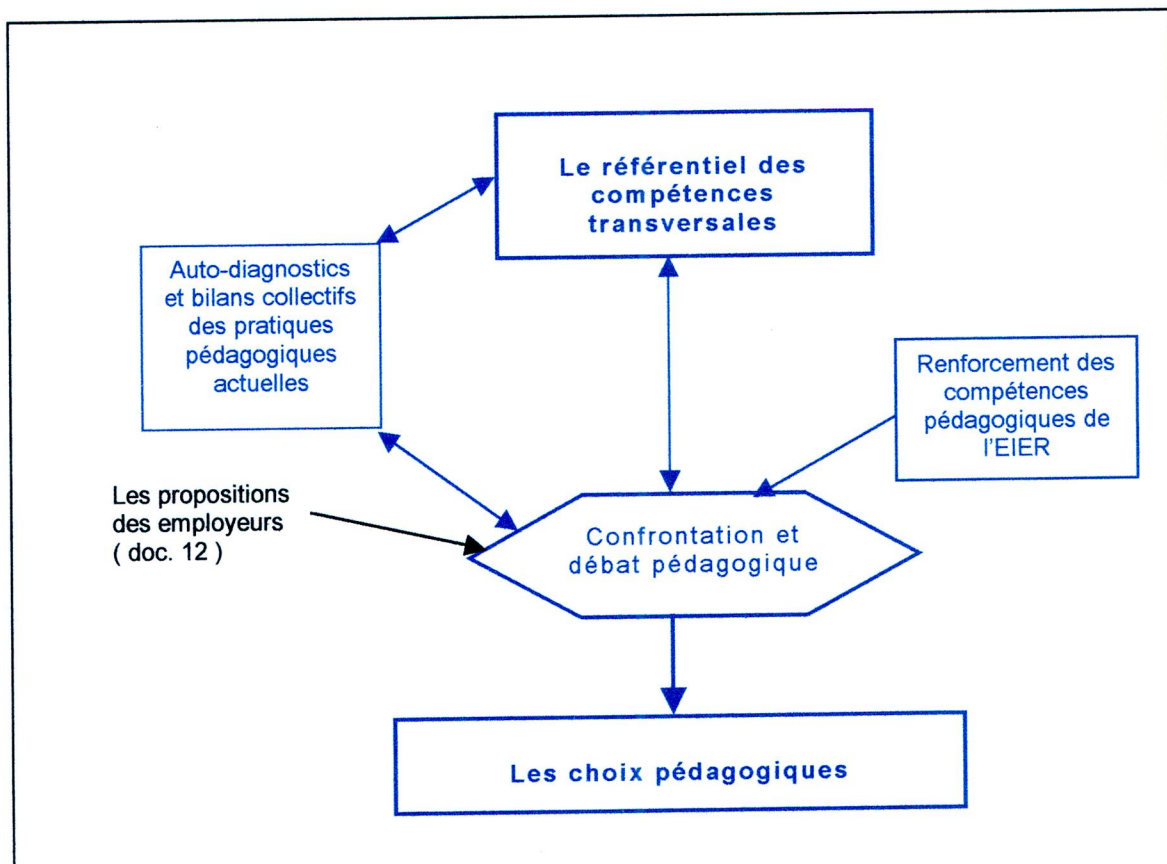 Le référentiel des
compétences
transversales
Auto-diagnostics
et bilans collectifs
des pratiques
pédagogiques
actuelles
Renforcement des
compétences
pédagogiques de
l'EIER
Les propositions
des employeurs
( doc. 12 )
Confrontation et
débat pédagogique
Les choix pédagogiques